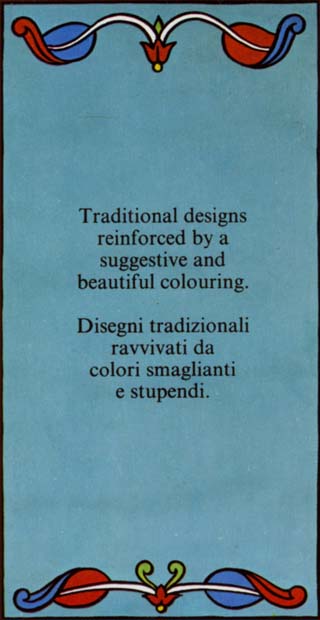 Traditional designs
reinforced by a
suggestive and
beautiful colouring.
Disegni tradizionali
ravvivati da
colori smaglianti
e stupendi.